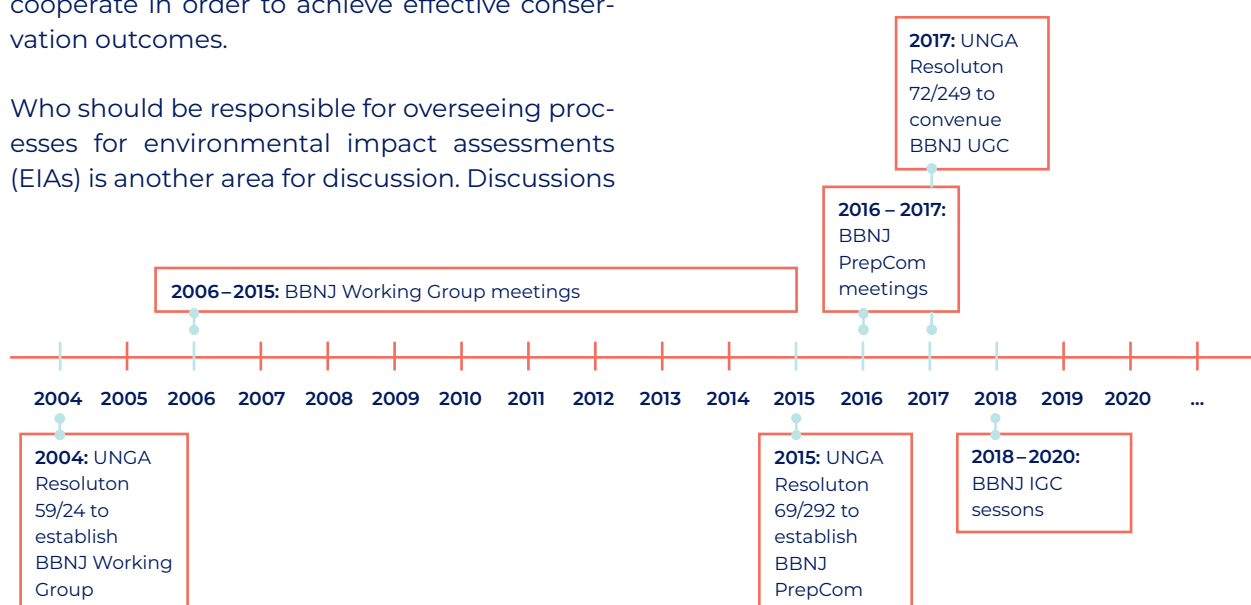 cooperate in order to achieve effective conser-
vation outcomes.
Who should be responsible for overseeing proc-
esses for environmental impact assessments
(EIAs) is another area for discussion. Discussions
2017: UNGA
Resoluton
72/249 to
convenue
BBNJ UGC
2016 – 2017:
BBNJ
PrepCom
meetings
2006–2015: BBNJ Working Group meetings
2004 2005 2006 2007 2008 2009 2010 2011 2012 2013 2014 2015 2016 2017 2018 2019 2020 ...
2004: UNGA
Resoluton
59/24 to
establish
BBNJ Working
Group
2015: UNGA
Resoluton
69/292 to
establish
BBNJ
PrepCom
2018–2020:
BBNJ IGC
sessons